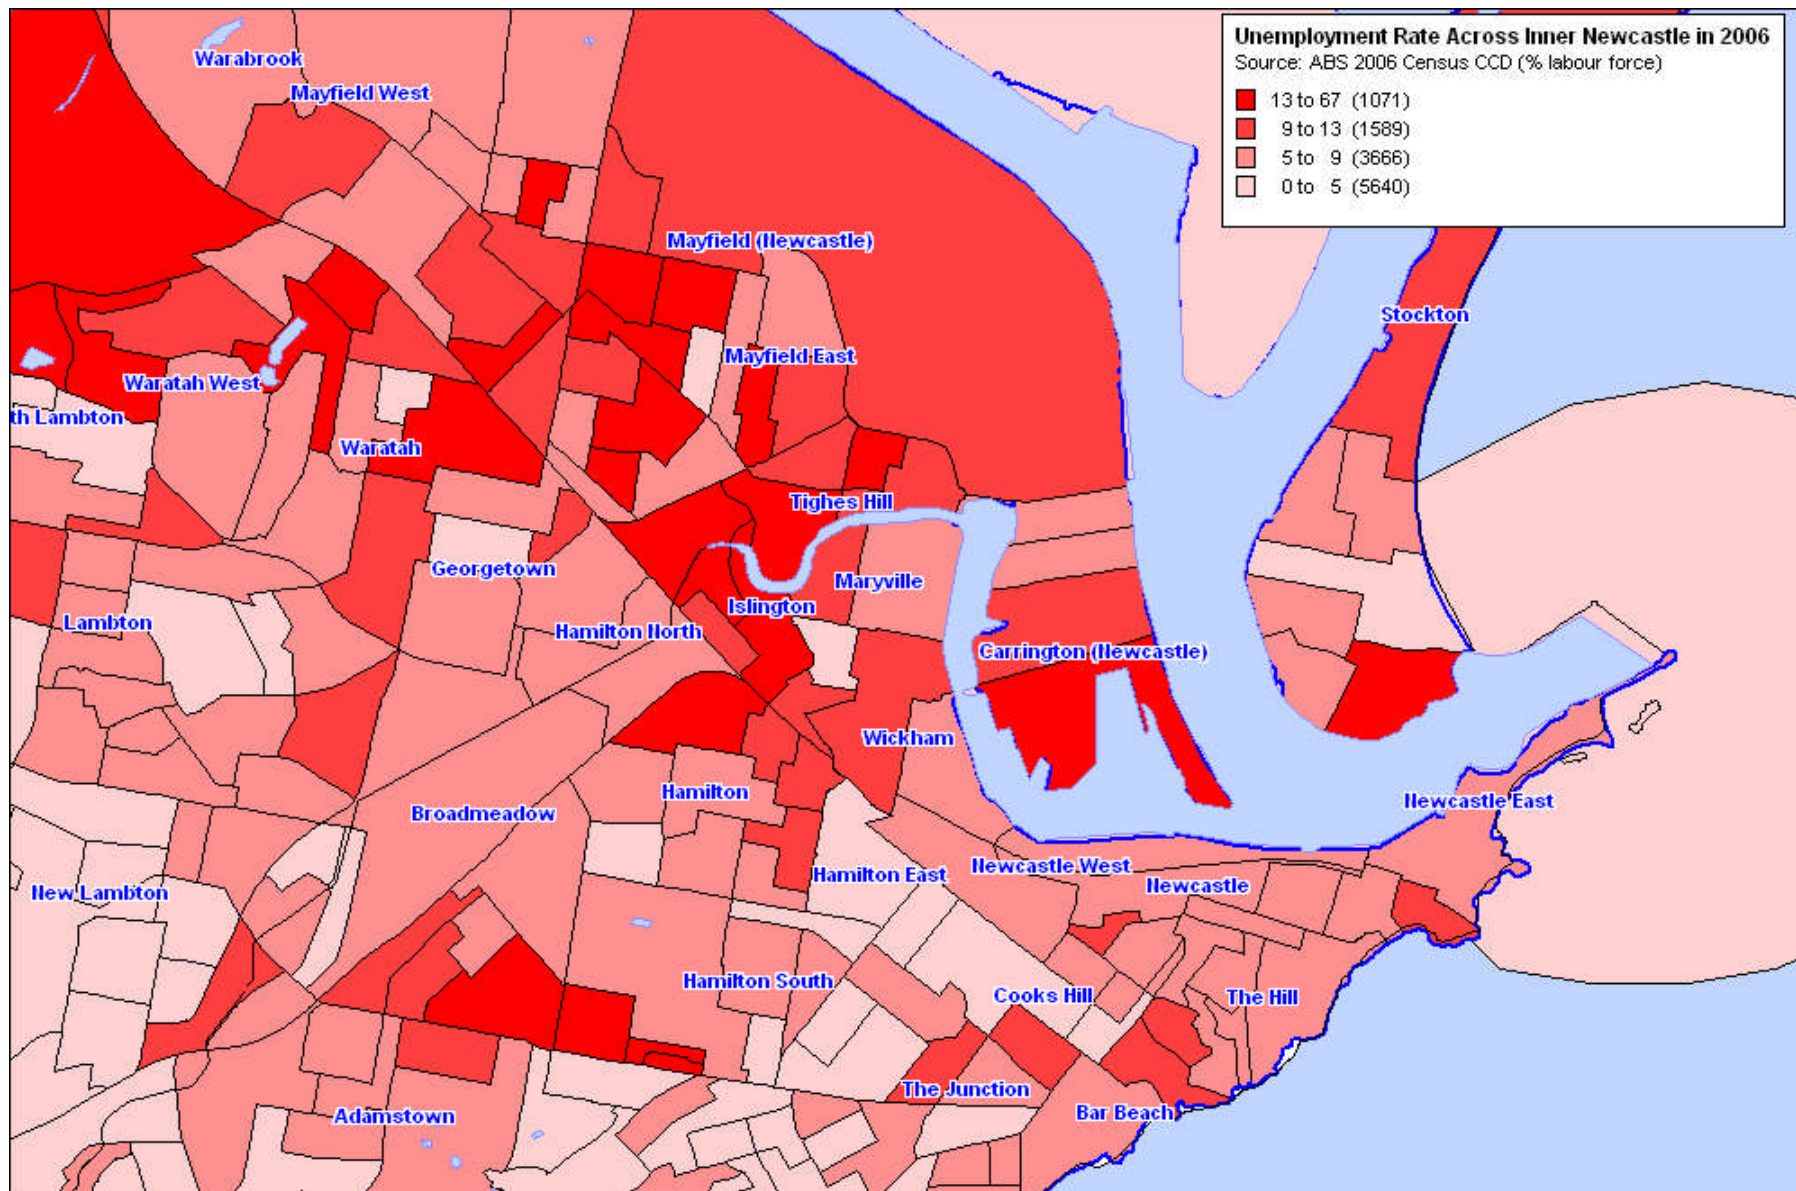 Unemployment Rate Across Inner Newcastle in 2006
Source: ABS 2006 Census CCD (% labour force)
13 to 67 (1071)
9 to 13 (1589)
5 to 9 (3666)
0 to 5 (5640)
Warabrook
Mayfield West
Mayfield (Newcastle)
Stockton
Mayfield East
Waratah West
th Lambton
Waratah
Tighes Hill
Georgetown
Maryville
Islington
Lambton
Hamilton North
Carrington (Newcastle)
Wickham
Hamilton
Newcastle East
Broadmeadow
Newcastle West
Hamilton East
Newcastle
New Lambton
Hamilton South
Cooks Hill
The Hill
The Junction
Bar Beach
Adamstown